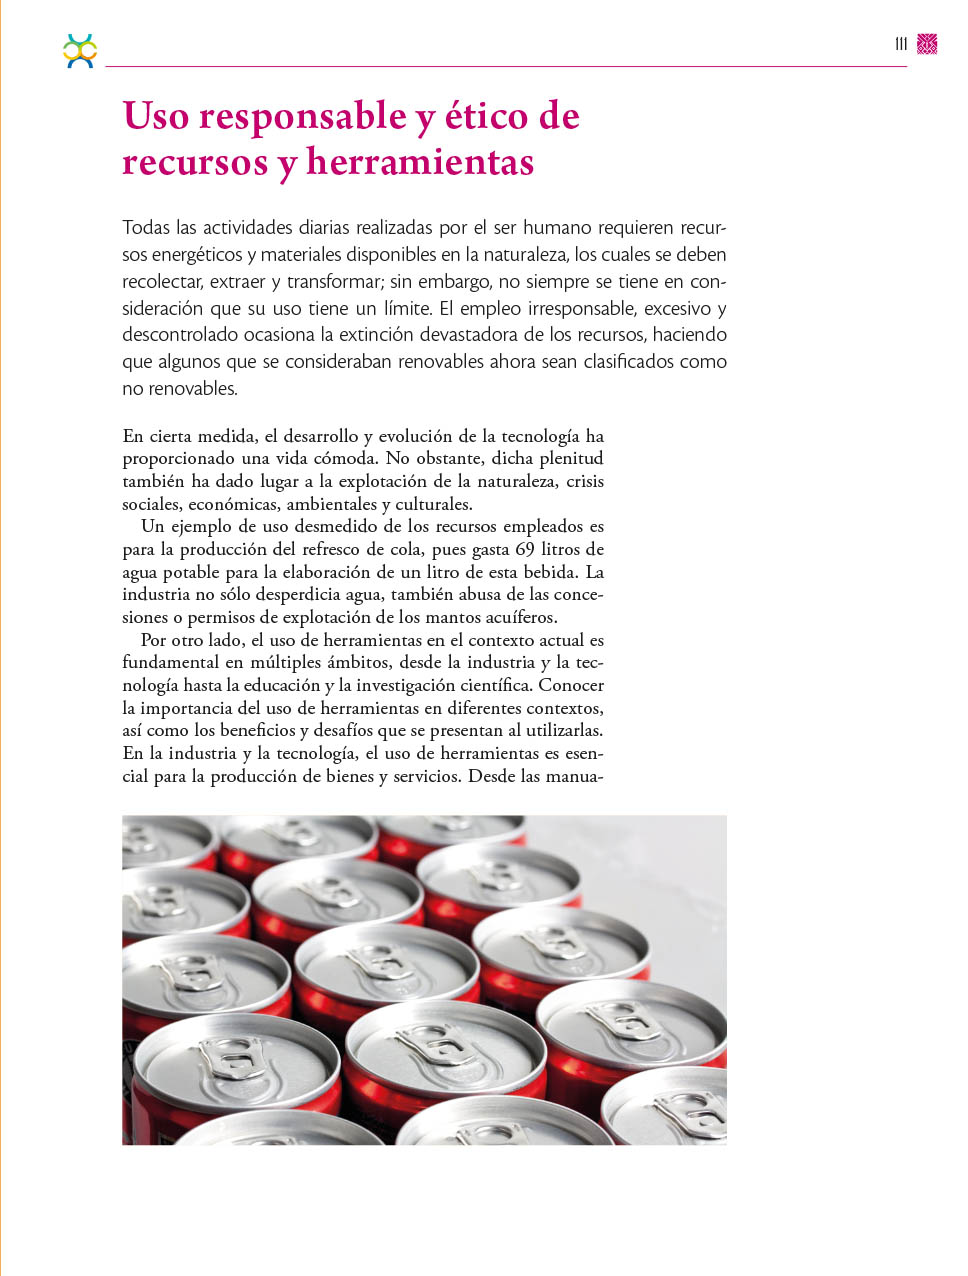 111
Uso responsable y ético de
recursos y herramientas
Todas las actividades diarias realizadas por el ser humano requieren recur-
sos energéticos y materiales disponibles en la naturaleza, los cuales se deben
recolectar, extraer y transformar; sin embargo, no siempre se tiene en con-
sideración que su uso tiene un límite. El empleo irresponsable, excesivo y
descontrolado ocasiona la extinción devastadora de los recursos, haciendo
que algunos que se consideraban renovables ahora sean clasificados como
no renovables.
En cierta medida, el desarrollo y evolución de la tecnología ha
proporcionado una vida cómoda. No obstante, dicha plenitud
también ha dado lugar a la explotación de la naturaleza, crisis
sociales, económicas, ambientales y culturales.
Un ejemplo de uso desmedido de los recursos empleados es
para la producción del refresco de cola, pues gasta 69 litros de
agua potable para la elaboración de un litro de esta bebida. La
industria no sólo desperdicia agua, también abusa de las conce-
siones o permisos de explotación de los mantos acuíferos.
Por otro lado, el uso de herramientas en el contexto actual es
fundamental en múltiples ámbitos, desde la industria y la tec-
nología hasta la educación y la investigación científica. Conocer
la importancia del uso de herramientas en diferentes contextos,
así como los beneficios y desafíos que se presentan al utilizarlas.
En la industria y la tecnología, el uso de herramientas es esen-
cial para la producción de bienes y servicios. Desde las manua-